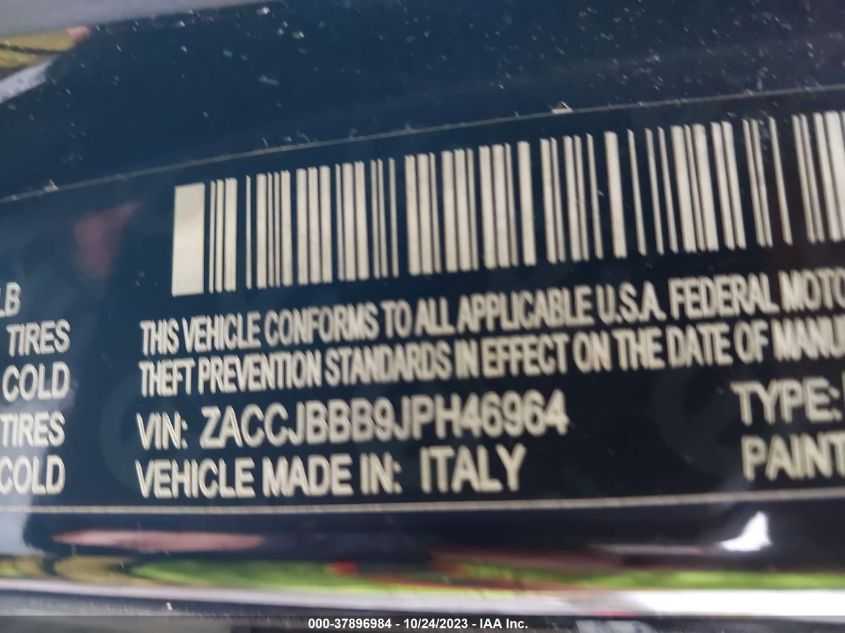 LB
TIRES
COLD
TIRES
COLD
THIS VEHICLE CONFORMS TO ALL APPLICABLE U.S.A. FEDERAL MOTO
THEFT PREVENTION STANDARDS IN EFFECT ON THE DATE OF MANU
VIN: ZACCJBBB9JPH46964 TYPE:
VEHICLE MADE IN: ITALY PAINT
000-37896984 - 10/24/2023 - IAA Inc.